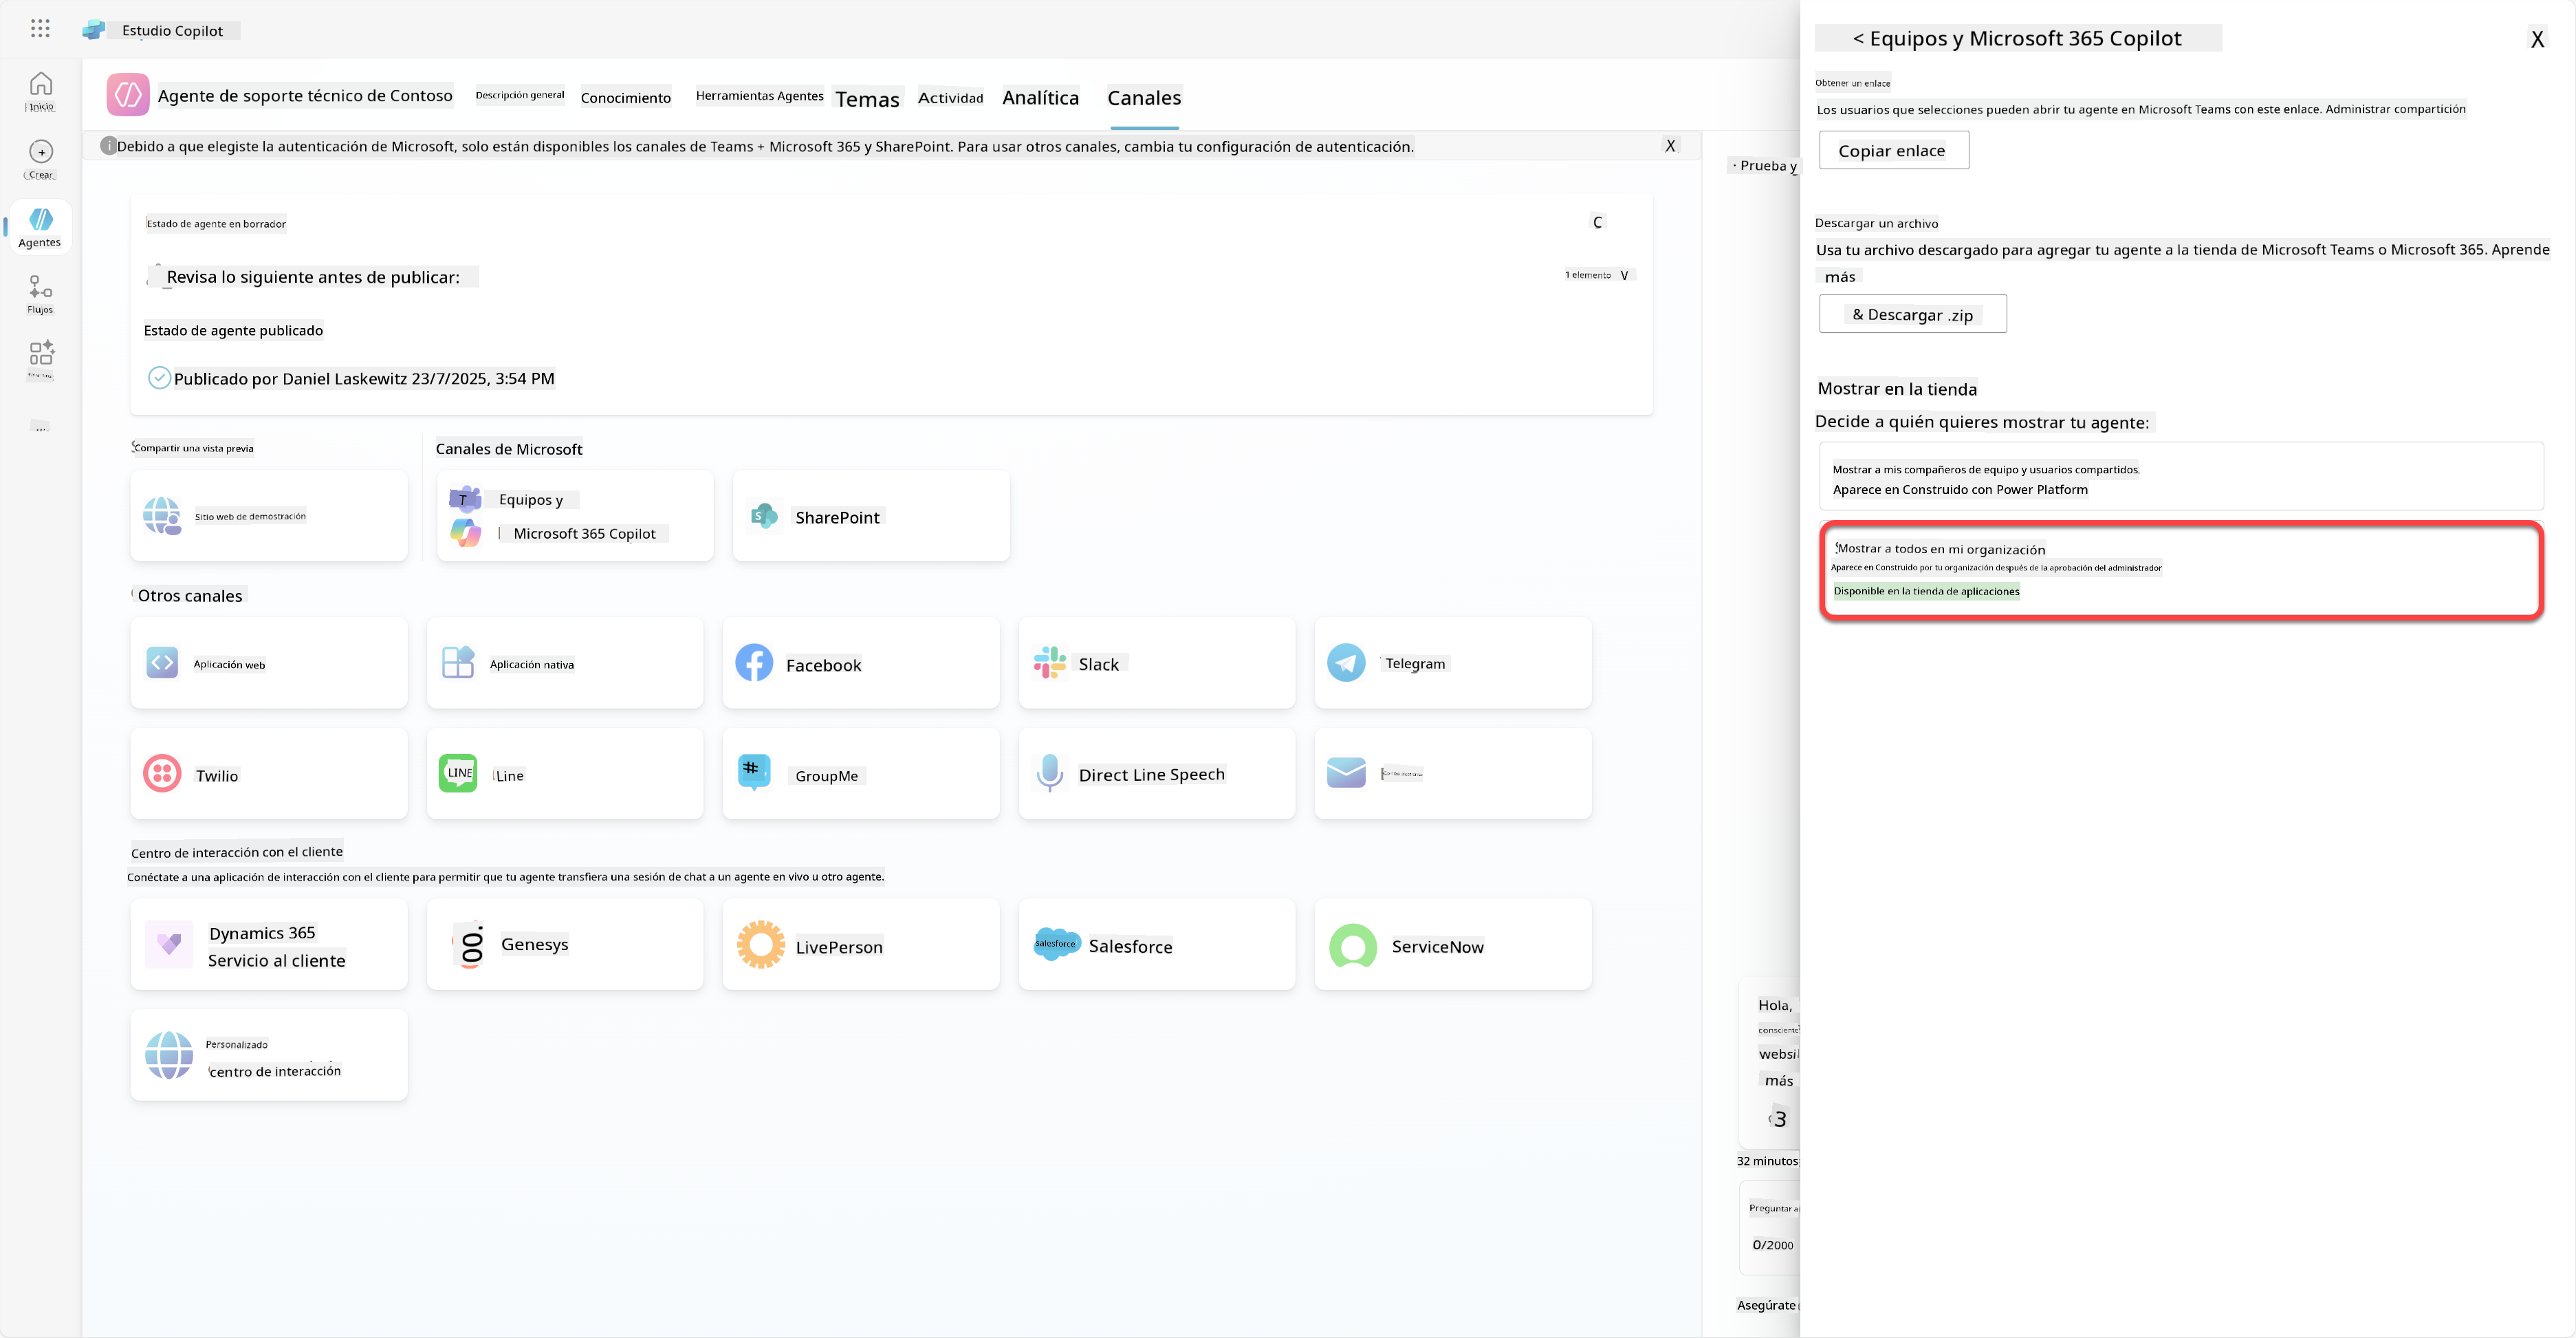 Estudio Copilot
Inicio
Crear
Agentes
Flujos
Agente de soporte técnico de Contoso
Descripción general
Conocimiento
Herramientas Agentes
Temas
Actividad
Analítica
Canales
Debido a que elegiste la autenticación de Microsoft, solo están disponibles los canales de Teams + Microsoft 365 y SharePoint. Para usar otros canales, cambia tu configuración de autenticación.
X
Estado de agente en borrador
C
Revisa lo siguiente antes de publicar:
1 elemento V
Estado de agente publicado
Publicado por Daniel Laskewitz 23/7/2025, 3:54 PM
Compartir una vista previa
Sitio web de demostración
Canales de Microsoft
T
Equipos y
Microsoft 365 Copilot
S
SharePoint
Otros canales
Aplicación web
Aplicación nativa
Facebook
Slack
Telegram
Twilio
LINE
Line
#
GroupMe
Direct Line Speech
Centro de interacción con el cliente
Conéctate a una aplicación de interacción con el cliente para permitir que tu agente transfiera una sesión de chat a un agente en vivo u otro agente.
Dynamics 365
Servicio al cliente
00.
Genesys
LivePerson
salesforce
Salesforce
ServiceNow
Personalizado
centro de interacción
· Prueba y
Hola,
consciente
websi
más
3
32 minutos
Preguntar a
0/2000
Asegúrate
< Equipos y Microsoft 365 Copilot
X
Obtener un enlace
Los usuarios que selecciones pueden abrir tu agente en Microsoft Teams con este enlace. Administrar compartición
Copiar enlace
Descargar un archivo
Usa tu archivo descargado para agregar tu agente a la tienda de Microsoft Teams o Microsoft 365. Aprende
más
& Descargar .zip
Mostrar en la tienda
Decide a quién quieres mostrar tu agente:
Mostrar a mis compañeros de equipo y usuarios compartidos.
Aparece en Construido con Power Platform
Mostrar a todos en mi organización
Aparece en Construido por tu organización después de la aprobación del administrador
Disponible en la tienda de aplicaciones